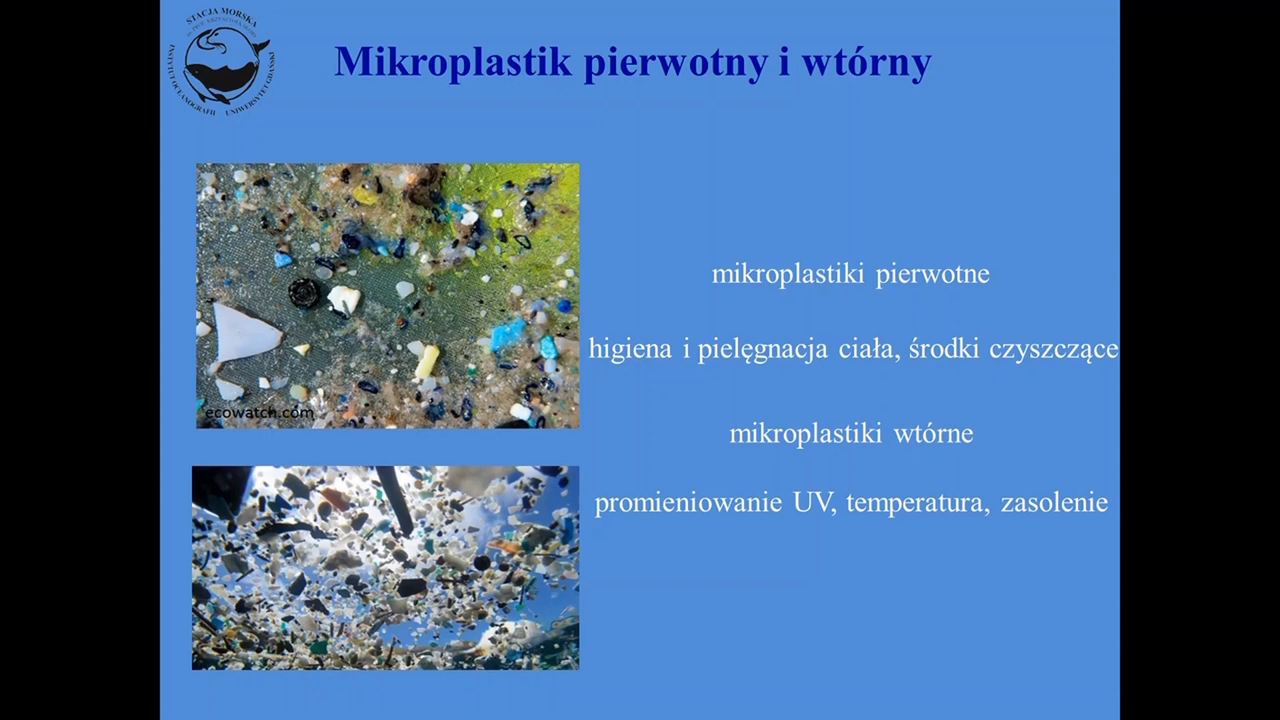 STACJA MORSKA
INSTYTUT OCEANOGRAFII UNIWERSYTET GDAŃSKI
Mikroplastik pierwotny i wtórny
mikroplastiki pierwotne
higiena i pielęgnacja ciała, środki czyszczące
ecowatch.com
mikroplastiki wtórne
promieniowanie UV, temperatura, zasolenie